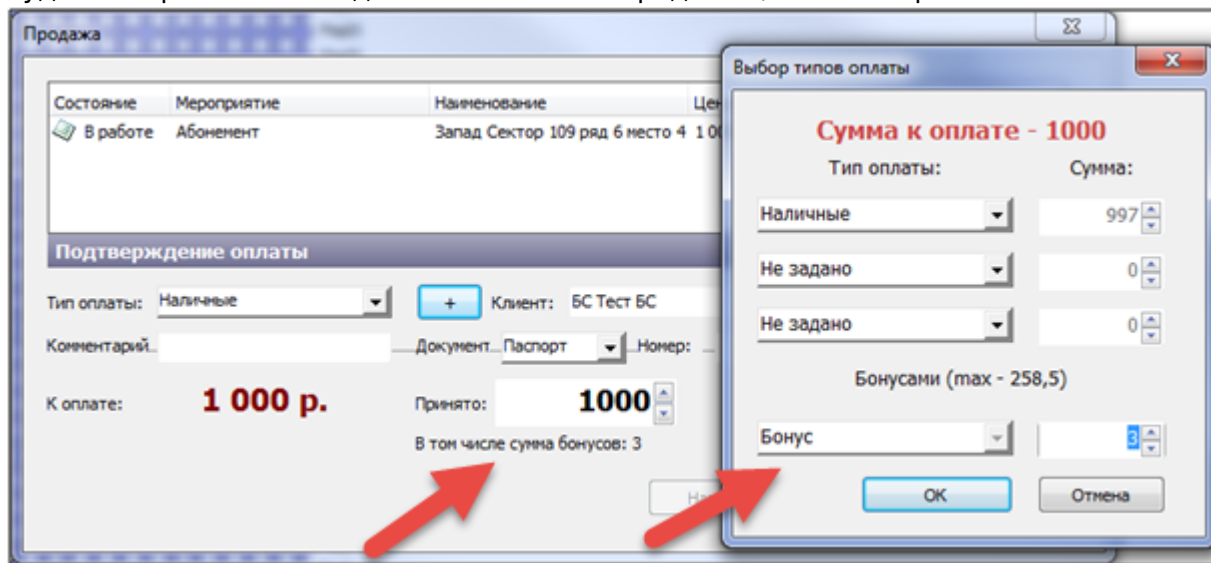 Продажа
Состояние Мероприятие Наименование
В работе Абонемент Запад Сектор 109 ряд 6 место 4
Подтверждение оплаты
Тип оплаты: Наличные + Клиент: БС Тест БС
Комментарий Документ Паспорт Номер:
К оплате: 1 000 р. Принято: 1000
В том числе сумма бонусов: 3
Выбор типов оплаты
Сумма к оплате - 1000
Тип оплаты: Сумма:
Наличные 997
Не задано 0
Не задано 0
Бонусами (max - 258,5)
Бонус 3
ОК Отмена